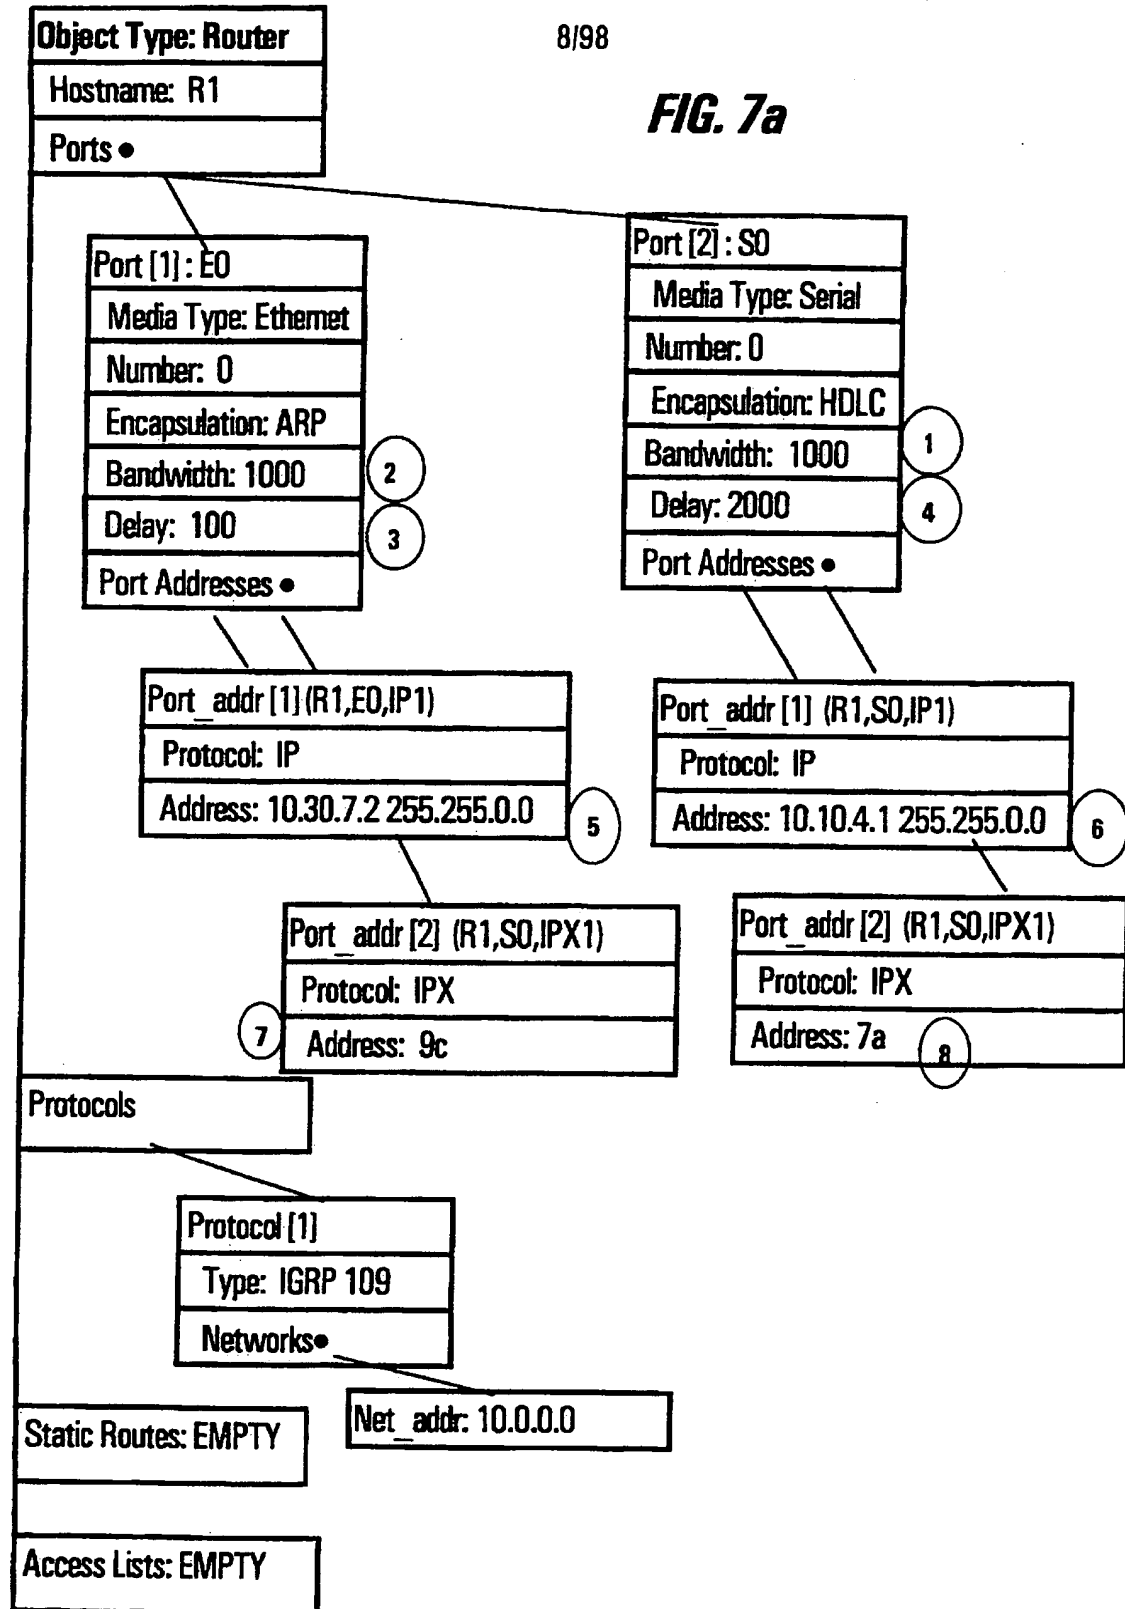 Object Type: Router
8/98
Hostname: R1
FIG. 7a
Ports •
Port [1] : E0
Media Type: Ethernet
Number: 0
Encapsulation: ARP
Bandwidth: 1000
2
Delay: 100
3
Port Addresses •
Port [2] : S0
Media Type: Serial
Number: 0
Encapsulation: HDLC
1
Bandwidth: 1000
Delay: 2000
4
Port Addresses •
Port_addr [1] (R1,E0,IP1)
Protocol: IP
Address: 10.30.7.2 255.255.0.0
5
Port_addr [1] (R1,S0,IP1)
Protocol: IP
Address: 10.10.4.1 255.255.0.0
6
Port_addr [2] (R1,S0,IPX1)
Protocol: IPX
7
Address: 9c
Port_addr [2] (R1,S0,IPX1)
Protocol: IPX
Address: 7a
8
Protocols
Protocol [1]
Type: IGRP 109
Networks•
Net_addr: 10.0.0.0
Static Routes: EMPTY
Access Lists: EMPTY